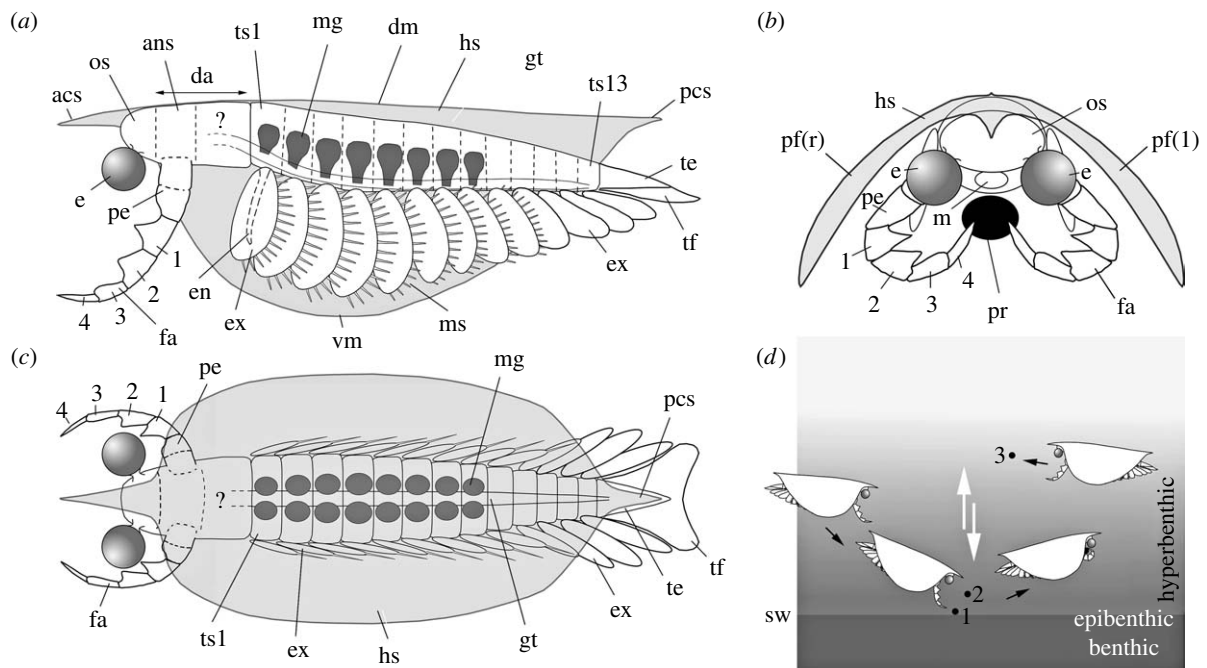 (a)
ts1
mg
dm
hs
gt
ans
os
da
acs
ts13
pcs
?
te
e
pe
tf
1
en
ex
2
3
4
fa
ex
vm
ms
(b)
hs
os
pf(r)
pf(l)
e
e
pe
m
1
2
3
4
pr
fa
(c)
pe
mg
4
3
2
1
pcs
?
fa
ts1
ex
hs
gt
ex
te
tf
(d)
3
hyperbenthic
2
1
sw
epibenthic
benthic